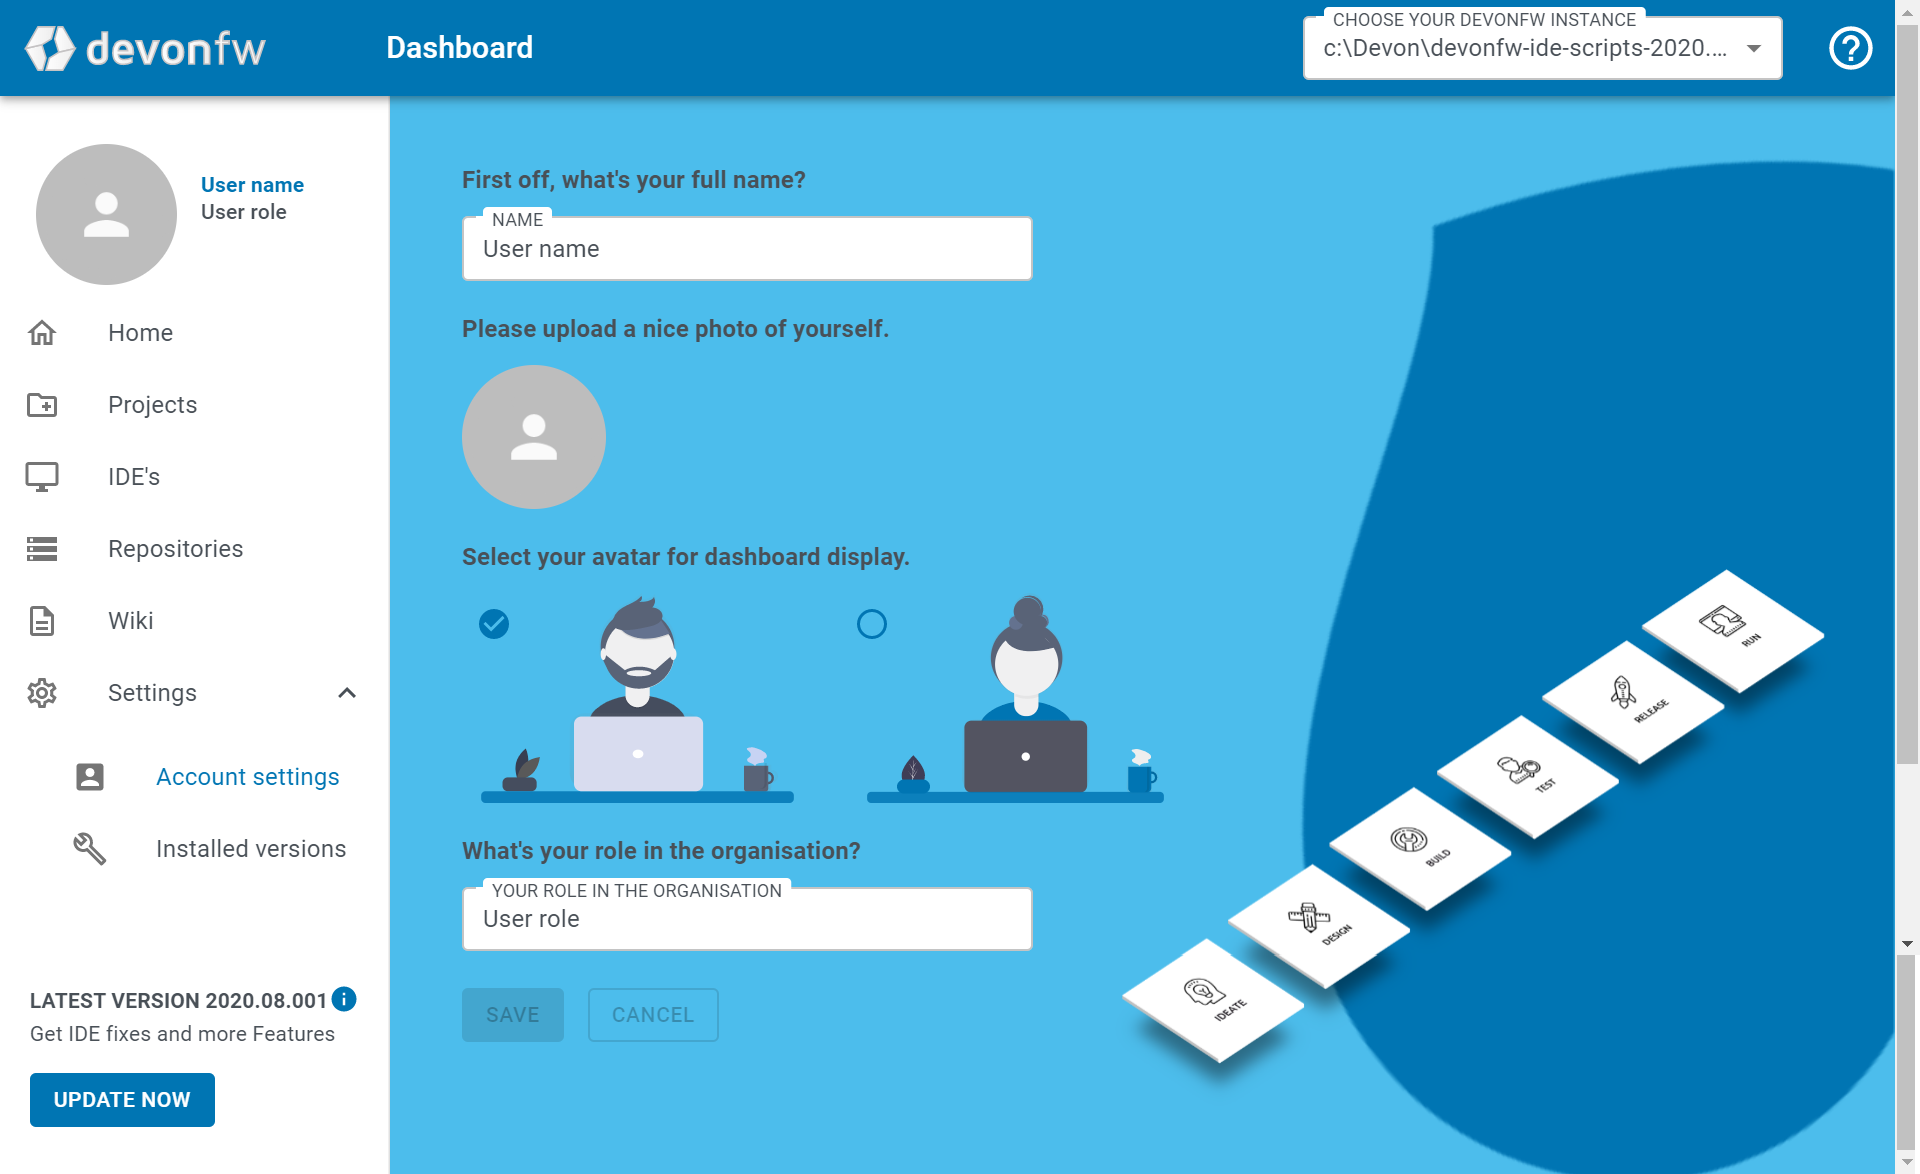 devonfw
Dashboard
CHOOSE YOUR DEVONFW INSTANCE
c:\Devon\devonfw-ide-scripts-2020....
User name
User role
Home
Projects
IDE's
Repositories
Wiki
Settings
Account settings
Installed versions
LATEST VERSION 2020.08.001
Get IDE fixes and more Features
UPDATE NOW
First off, what's your full name?
NAME
User name
Please upload a nice photo of yourself.
Select your avatar for dashboard display.
What's your role in the organisation?
YOUR ROLE IN THE ORGANISATION
User role
SAVE
CANCEL
RUN
RELEASE
TEST
BUILD
DESIGN
IDEATE